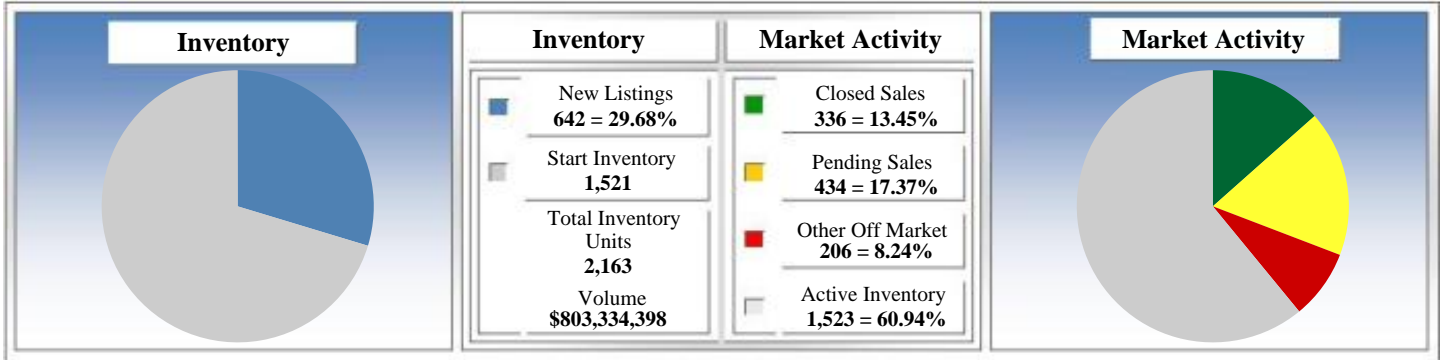 Inventory
Inventory
Market Activity
New Listings
642 = 29.68%
Start Inventory
1,521
Total Inventory
Units
2,163
Volume
$803,334,398
Closed Sales
336 = 13.45%
Pending Sales
434 = 17.37%
Other Off Market
206 = 8.24%
Active Inventory
1,523 = 60.94%
Market Activity